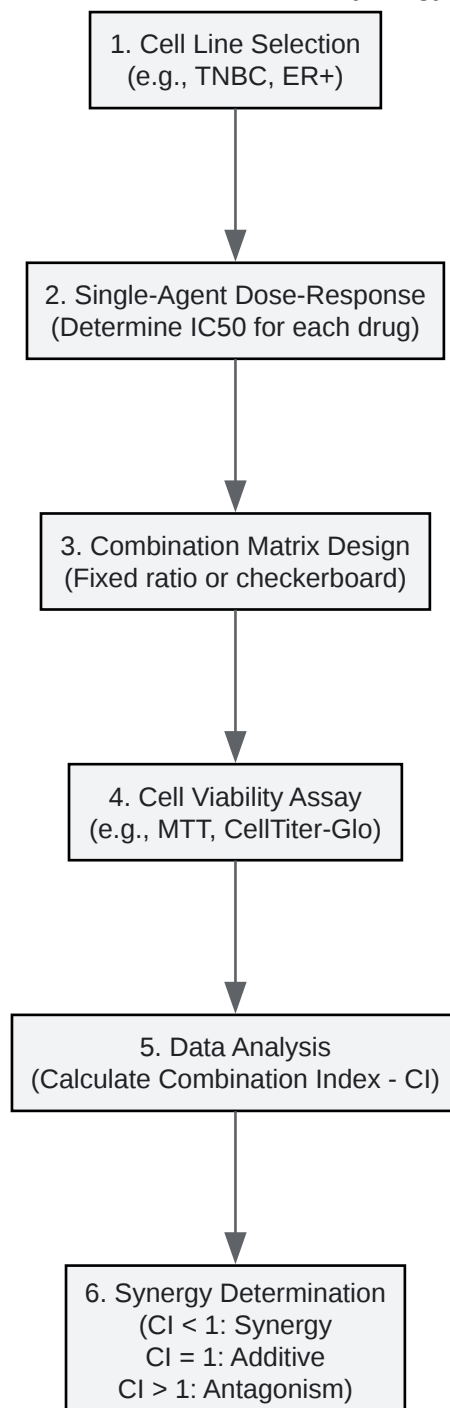 1. Cell Line Selection
(e.g., TNBC, ER+)
2. Single-Agent Dose-Response
(Determine IC50 for each drug)
3. Combination Matrix Design
(Fixed ratio or checkerboard)
4. Cell Viability Assay
(e.g., MTT, CellTiter-Glo)
5. Data Analysis
(Calculate Combination Index - CI)
6. Synergy Determination
(CI < 1: Synergy
CI = 1: Additive
CI > 1: Antagonism)